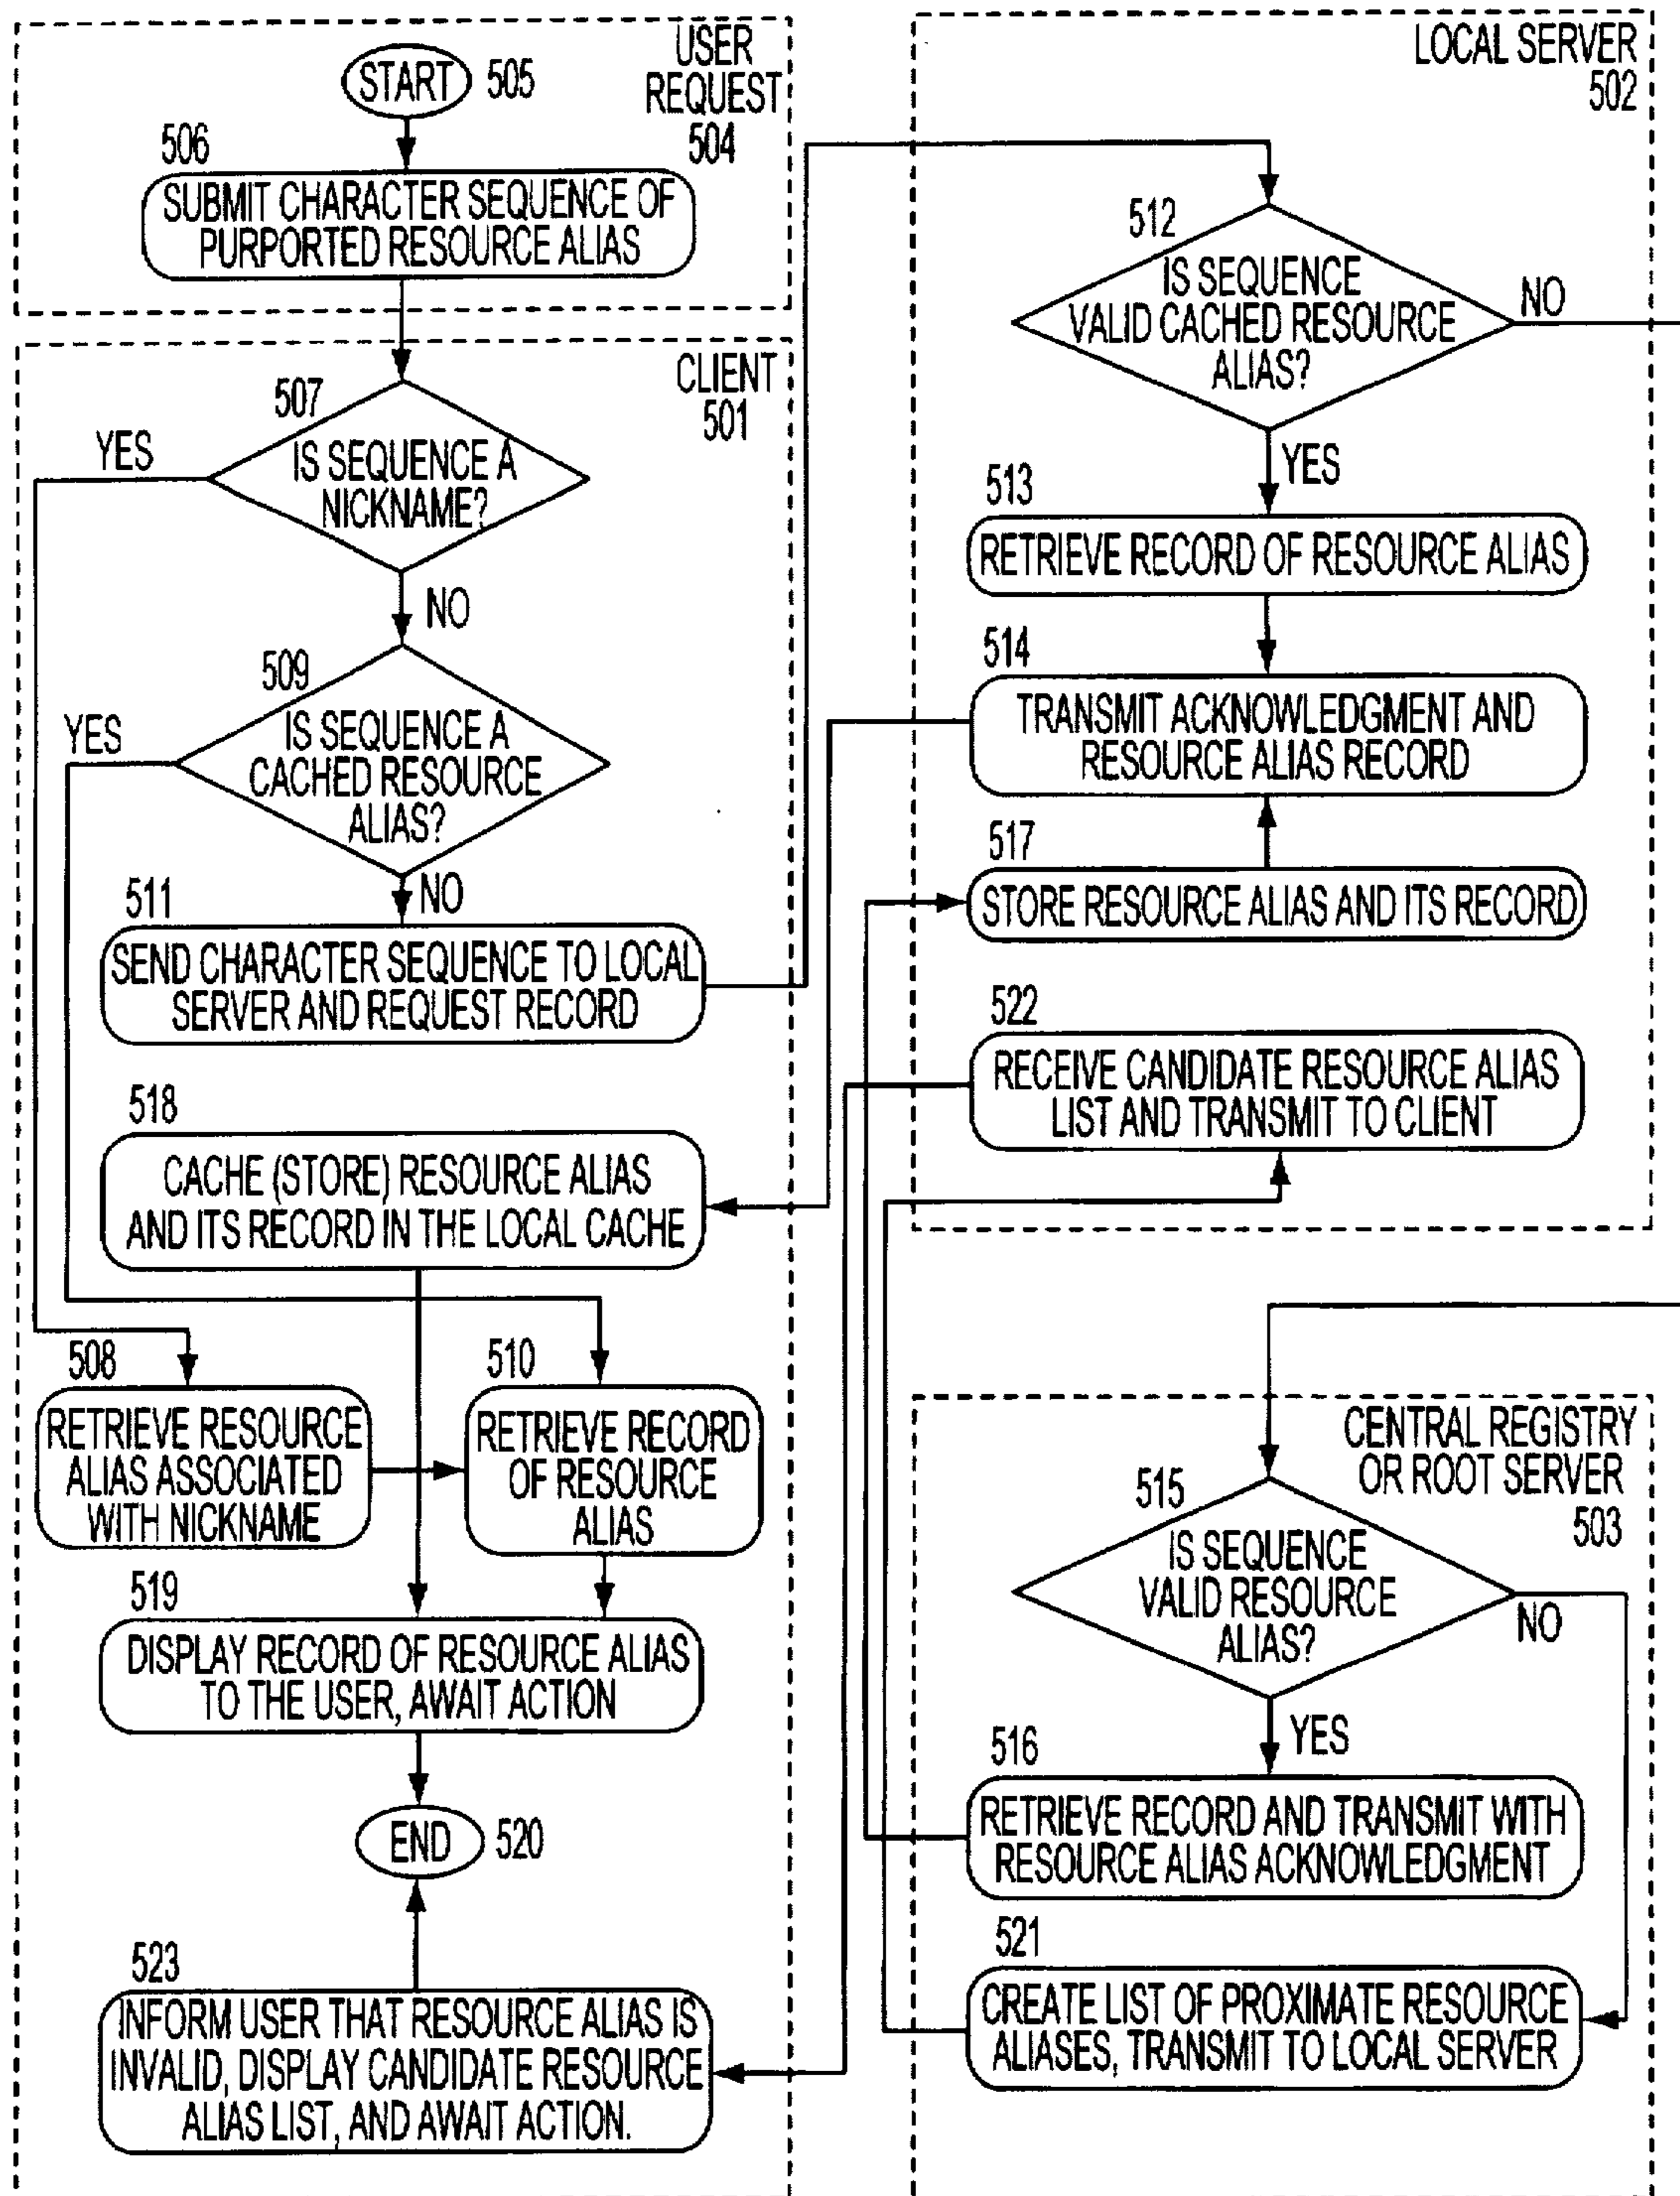 USER
REQUEST
504
START
505
506
SUBMIT CHARACTER SEQUENCE OF
PURPORTED RESOURCE ALIAS
CLIENT
501
507
IS SEQUENCE A
NICKNAME?
YES
NO
509
IS SEQUENCE A
CACHED RESOURCE
ALIAS?
YES
NO
511
SEND CHARACTER SEQUENCE TO LOCAL
SERVER AND REQUEST RECORD
518
CACHE (STORE) RESOURCE ALIAS
AND ITS RECORD IN THE LOCAL CACHE
508
RETRIEVE RESOURCE
ALIAS ASSOCIATED
WITH NICKNAME
510
RETRIEVE RECORD
OF RESOURCE
ALIAS
519
DISPLAY RECORD OF RESOURCE ALIAS
TO THE USER, AWAIT ACTION
END
520
523
INFORM USER THAT RESOURCE ALIAS IS
INVALID, DISPLAY CANDIDATE RESOURCE
ALIAS LIST, AND AWAIT ACTION.
LOCAL SERVER
502
512
IS SEQUENCE
VALID CACHED RESOURCE
ALIAS?
NO
YES
513
RETRIEVE RECORD OF RESOURCE ALIAS
514
TRANSMIT ACKNOWLEDGMENT AND
RESOURCE ALIAS RECORD
517
STORE RESOURCE ALIAS AND ITS RECORD
522
RECEIVE CANDIDATE RESOURCE ALIAS
LIST AND TRANSMIT TO CLIENT
CENTRAL REGISTRY
OR ROOT SERVER
503
515
IS SEQUENCE
VALID RESOURCE
ALIAS?
NO
YES
516
RETRIEVE RECORD AND TRANSMIT WITH
RESOURCE ALIAS ACKNOWLEDGMENT
521
CREATE LIST OF PROXIMATE RESOURCE
ALIASES, TRANSMIT TO LOCAL SERVER